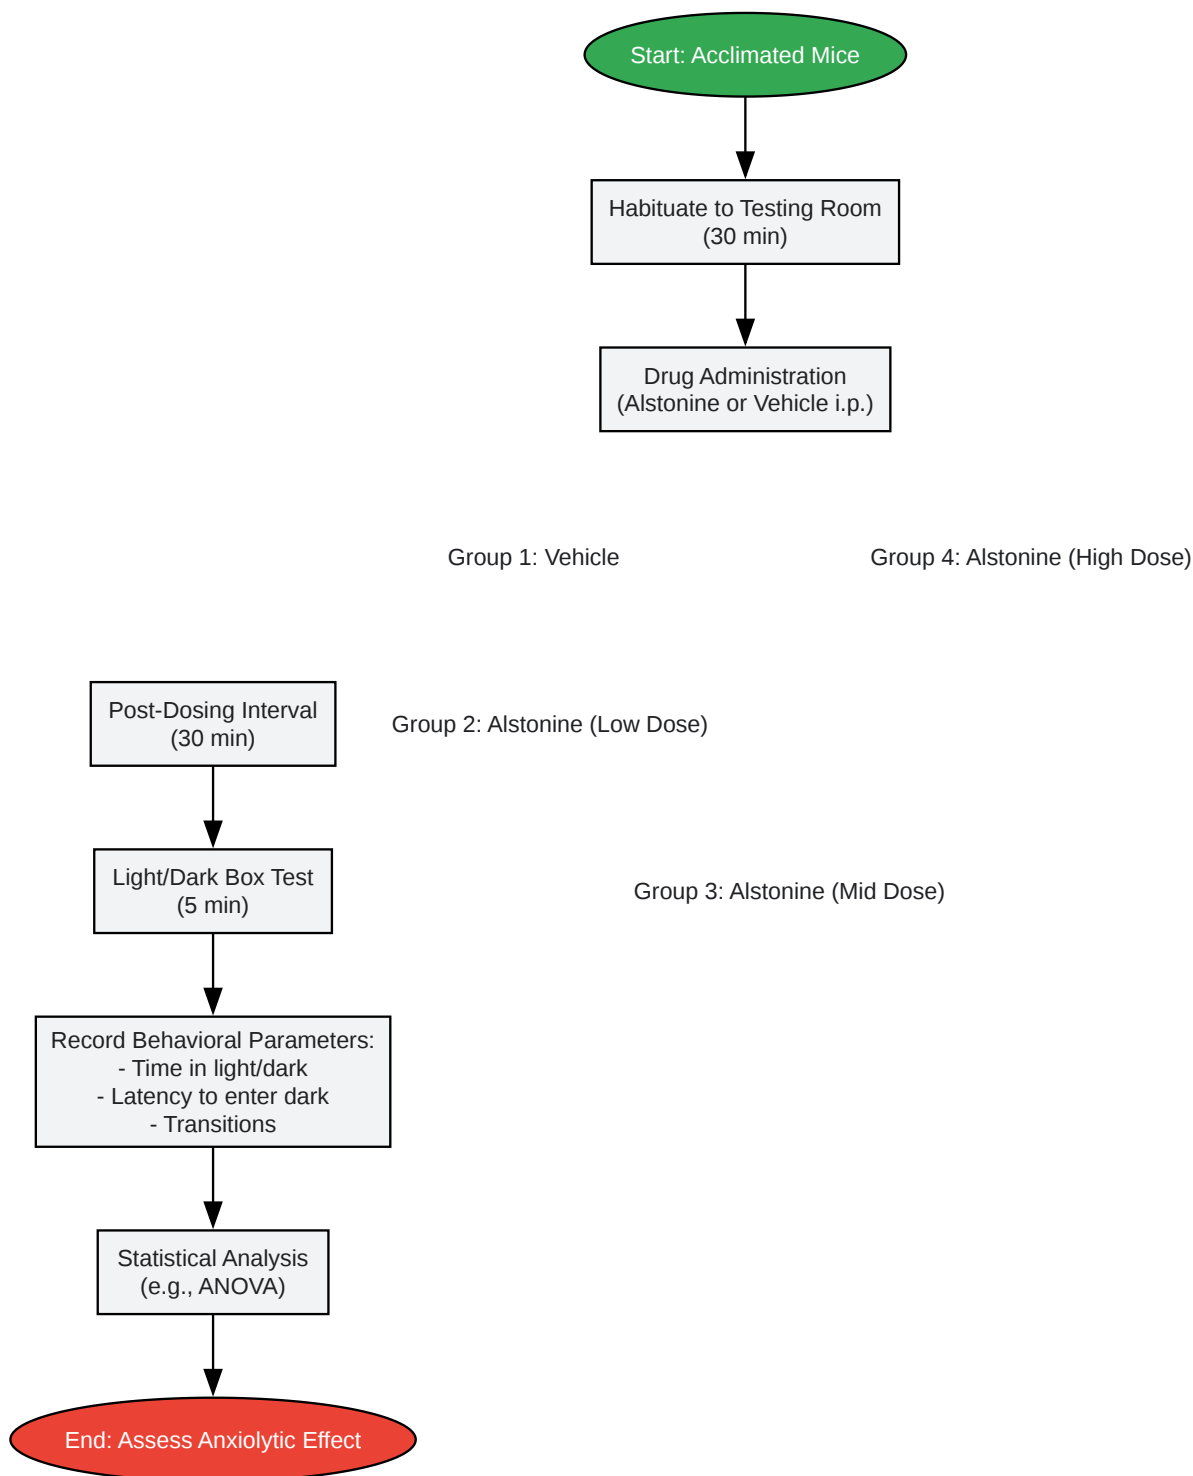 Start: Acclimated Mice
Habituate to Testing Room
(30 min)
Drug Administration
(Alstonine or Vehicle i.p.)
Group 1: Vehicle
Group 4: Alstonine (High Dose)
Post-Dosing Interval
(30 min)
Group 2: Alstonine (Low Dose)
Light/Dark Box Test
(5 min)
Group 3: Alstonine (Mid Dose)
Record Behavioral Parameters:
- Time in light/dark
- Latency to enter dark
- Transitions
Statistical Analysis
(e.g., ANOVA)
End: Assess Anxiolytic Effect